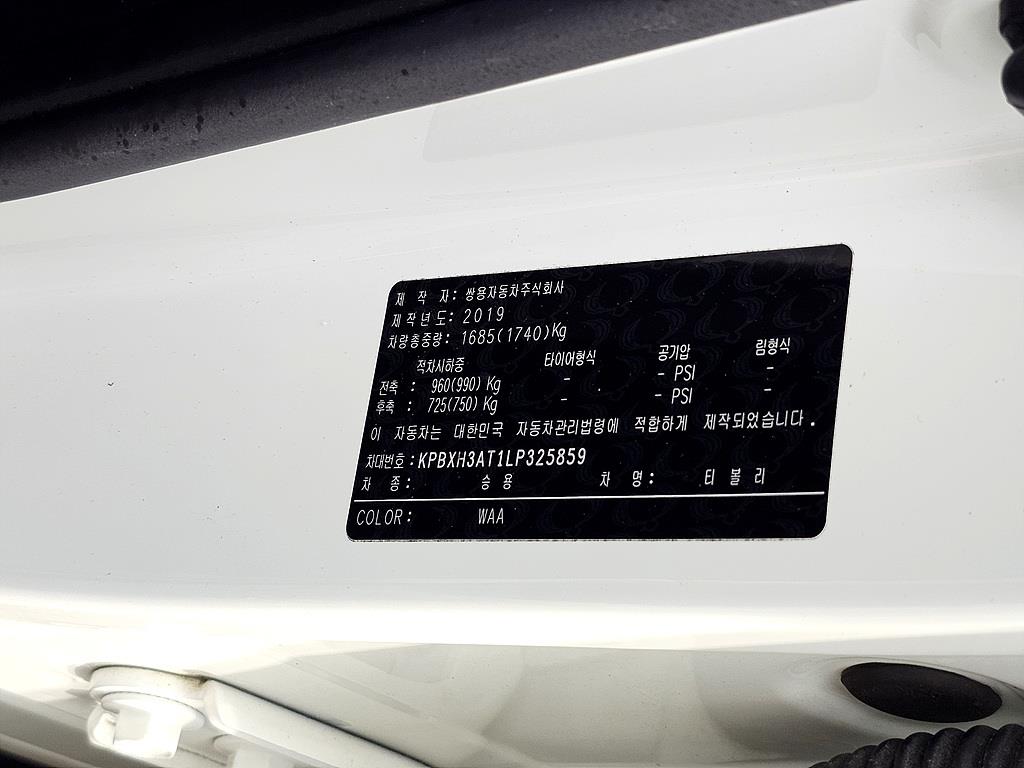 제 작 자: 쌍용자동차주식회사
제작년도: 2019
차량총중량: 1685(1740)Kg
적차시하중 타이어형식 공기압 림형식
전축 : 960(990) Kg - - PSI -
후축 : 725(750) Kg - - PSI -
이 자동차는 대한민국 자동차관리법령에 적합하게 제작되었습니다.
차대번호: KPBXH3AT1LP325859
차 종: 승 용 차 명: 티 볼 리
COLOR: WAA